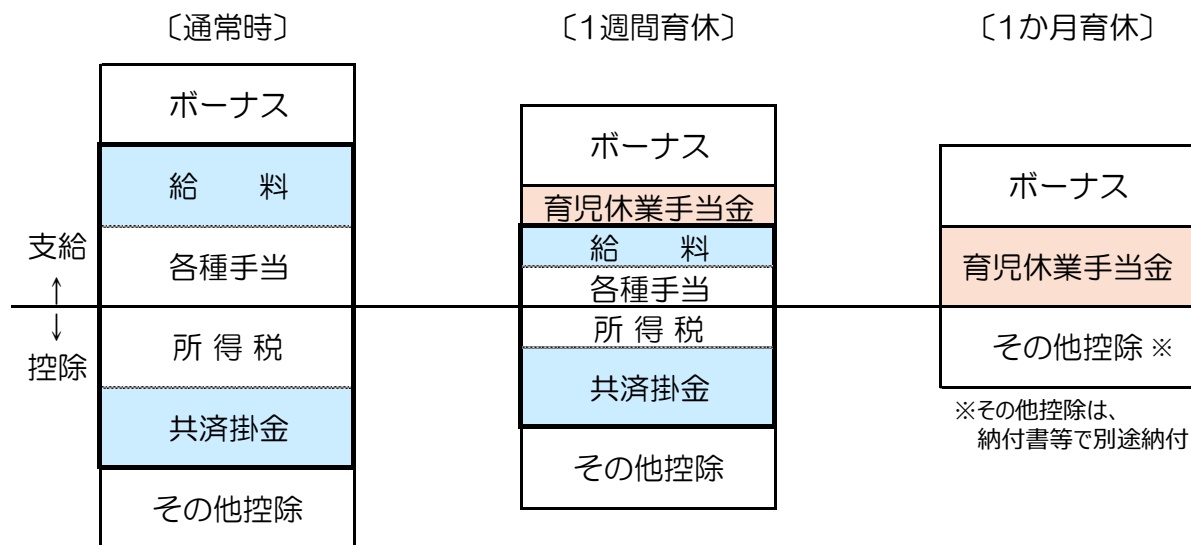 〔通常時〕
ボーナス
給　　料
各種手当
所 得 税
共済掛金
その他控除
支給
↑
↓
控除
〔1週間育休〕
ボーナス
育児休業手当金
給　　料
各種手当
所 得 税
共済掛金
その他控除
〔1か月育休〕
ボーナス
育児休業手当金
その他控除 ※
※その他控除は、
納付書等で別途納付